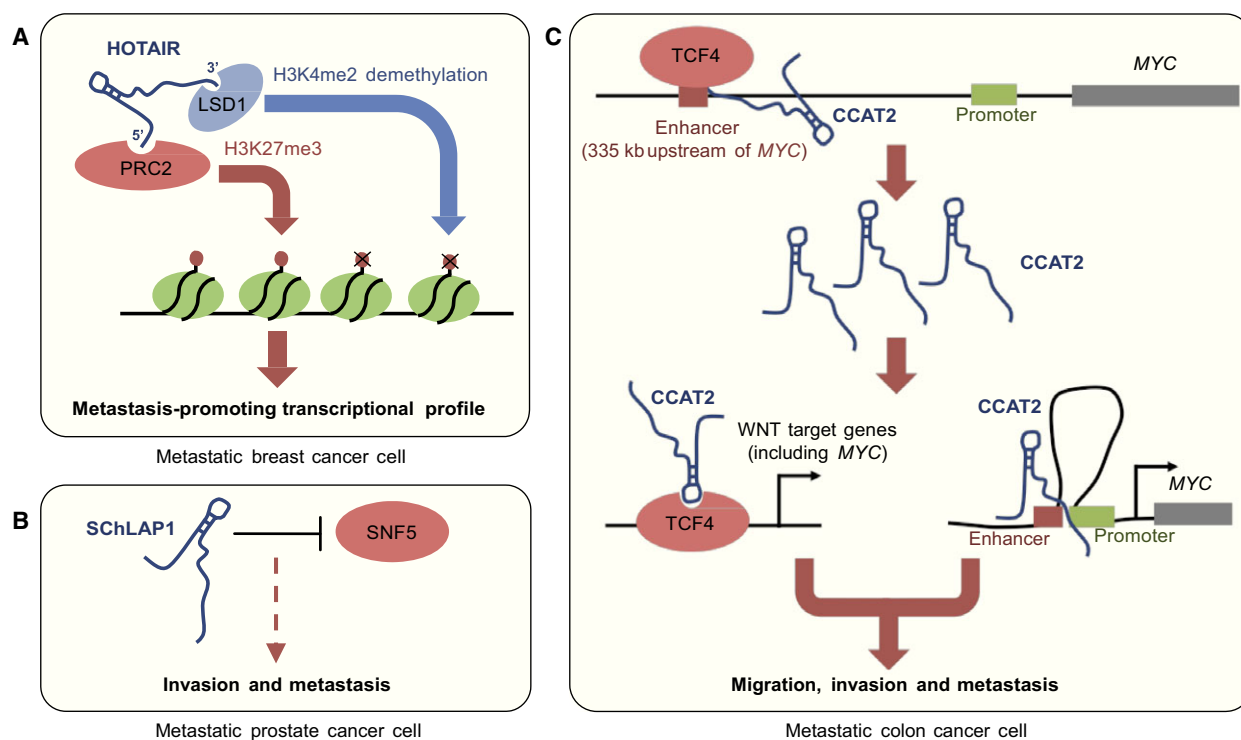 A
HOTAIR
3’
H3K4me2 demethylation
LSD1
5’
H3K27me3
PRC2
Metastasis-promoting transcriptional profile
Metastatic breast cancer cell
B
SChLAP1
SNF5
Invasion and metastasis
Metastatic prostate cancer cell
C
TCF4
MYC
CCAT2
Promoter
Enhancer
(335 kb upstream of MYC)
CCAT2
CCAT2
WNT target genes
(including MYC)
TCF4
CCAT2
MYC
Enhancer
Promoter
Migration, invasion and metastasis
Metastatic colon cancer cell